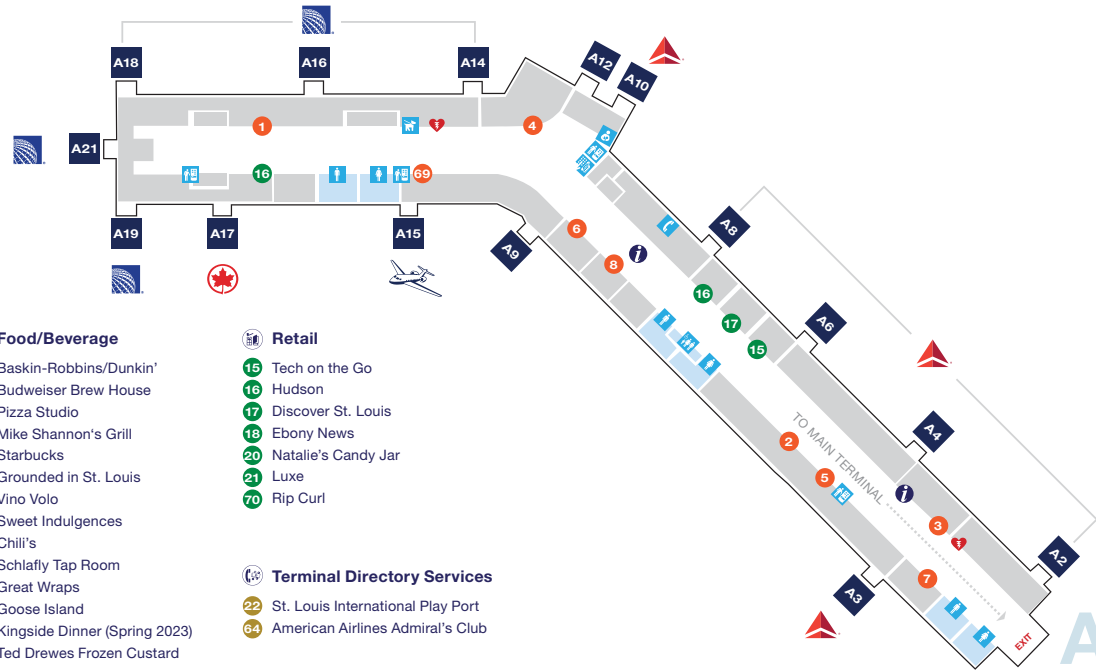 A18
A16
A14
A12
A10
A21
1
4
16
69
A19
A17
A15
A9
6
8
A8
16
17
15
A6
A4
2
5
TO MAIN TERMINAL
3
A2
7
A3
EXIT
A
Food/Beverage
Baskin-Robbins/Dunkin'
Budweiser Brew House
Pizza Studio
Mike Shannon's Grill
Starbucks
Grounded in St. Louis
Vino Volo
Sweet Indulgences
Chili's
Schlafly Tap Room
Great Wraps
Goose Island
Kingside Dinner (Spring 2023)
Ted Drewes Frozen Custard
Retail
15 Tech on the Go
16 Hudson
17 Discover St. Louis
18 Ebony News
20 Natalie's Candy Jar
21 Luxe
70 Rip Curl
Terminal Directory Services
22 St. Louis International Play Port
64 American Airlines Admiral's Club